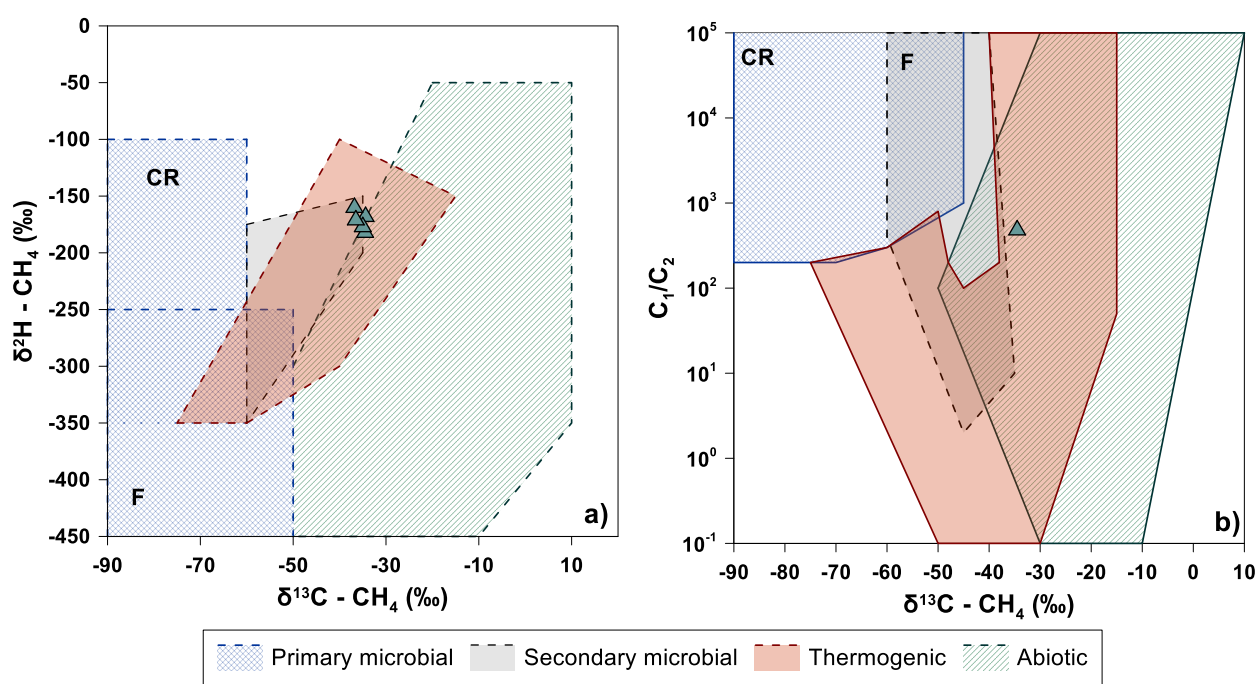 0
-50
-100
-150
-200
-250
-300
-350
-400
-450
δ²H - CH₄ (‰)
CR
F
a)
-90 -70 -50 -30 -10 10
δ¹³C - CH₄ (‰)
10⁵
10⁴
10³
10²
10¹
10⁰
10⁻¹
C₁/C₂
CR
F
b)
-90 -80 -70 -60 -50 -40 -30 -20 -10 0 10
δ¹³C - CH₄ (‰)
Primary microbial Secondary microbial Thermogenic Abiotic